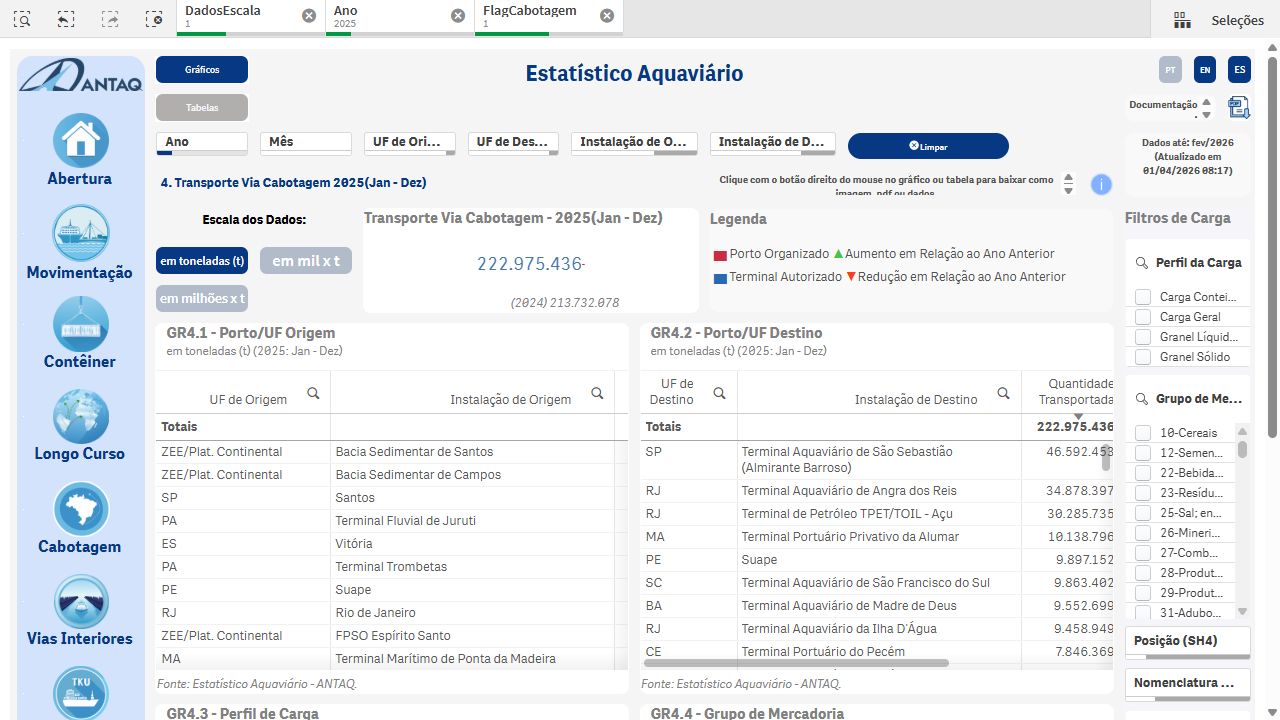 DadosEscala
1
Ano
2025
FlagCabotagem
1
Seleções
ANTAQ
Gráficos
Estatístico Aquaviário
PT
EN
ES
Tabelas
Documentação
Ano
Mês
UF de Ori...
UF de Des...
Instalação de O...
Instalação de D...
Limpar
Dados até: fev/2026
(Atualizado em
01/04/2026 08:17)
4. Transporte Via Cabotagem 2025(Jan - Dez)
Clique com o botão direito do mouse no gráfico ou tabela para baixar como
imagem, pdf ou dados
Abertura
Movimentação
Contêiner
Longo Curso
Cabotagem
Vias Interiores
TKU
Escala dos Dados:
em toneladas (t)
em mil x t
em milhões x t
Transporte Via Cabotagem - 2025(Jan - Dez)
222.975.436-
(2024) 213.732.078
Legenda
Porto Organizado ▲Aumento em Relação ao Ano Anterior
Terminal Autorizado ▼Redução em Relação ao Ano Anterior
Filtros de Carga
Perfil da Carga
Carga Contei...
Carga Geral
Granel Líquid...
Granel Sólido
Grupo de Me...
10-Cereais
12-Semen...
22-Bebida...
23-Resídu...
25-Sal; en...
26-Mineri...
27-Comb...
28-Produt...
29-Produt...
31-Adubo...
Posição (SH4)
Nomenclatura ...
GR4.1 - Porto/UF Origem
em toneladas (t) (2025: Jan - Dez)
UF de Origem
Instalação de Origem
Totais
ZEE/Plat. Continental Bacia Sedimentar de Santos
ZEE/Plat. Continental Bacia Sedimentar de Campos
SP Santos
PA Terminal Fluvial de Juruti
ES Vitória
PA Terminal Trombetas
PE Suape
RJ Rio de Janeiro
ZEE/Plat. Continental FPSO Espírito Santo
MA Terminal Marítimo de Ponta da Madeira
Fonte: Estatístico Aquaviário - ANTAQ.
GR4.2 - Porto/UF Destino
em toneladas (t) (2025: Jan - Dez)
UF de
Destino
Instalação de Destino
Quantidade
Transportada
Totais 222.975.436
SP Terminal Aquaviário de São Sebastião
(Almirante Barroso) 46.592.453
RJ Terminal Aquaviário de Angra dos Reis 34.878.397
RJ Terminal de Petróleo TPET/TOIL - Açu 30.285.735
MA Terminal Portuário Privativo da Alumar 10.138.796
PE Suape 9.897.152
SC Terminal Aquaviário de São Francisco do Sul 9.863.402
BA Terminal Aquaviário de Madre de Deus 9.552.699
RJ Terminal Aquaviário da Ilha D'Água 9.458.949
CE Terminal Portuário do Pecém 7.846.369
Fonte: Estatístico Aquaviário - ANTAQ.
GR4.3 - Perfil de Carga
GR4.4 - Grupo de Mercadoria